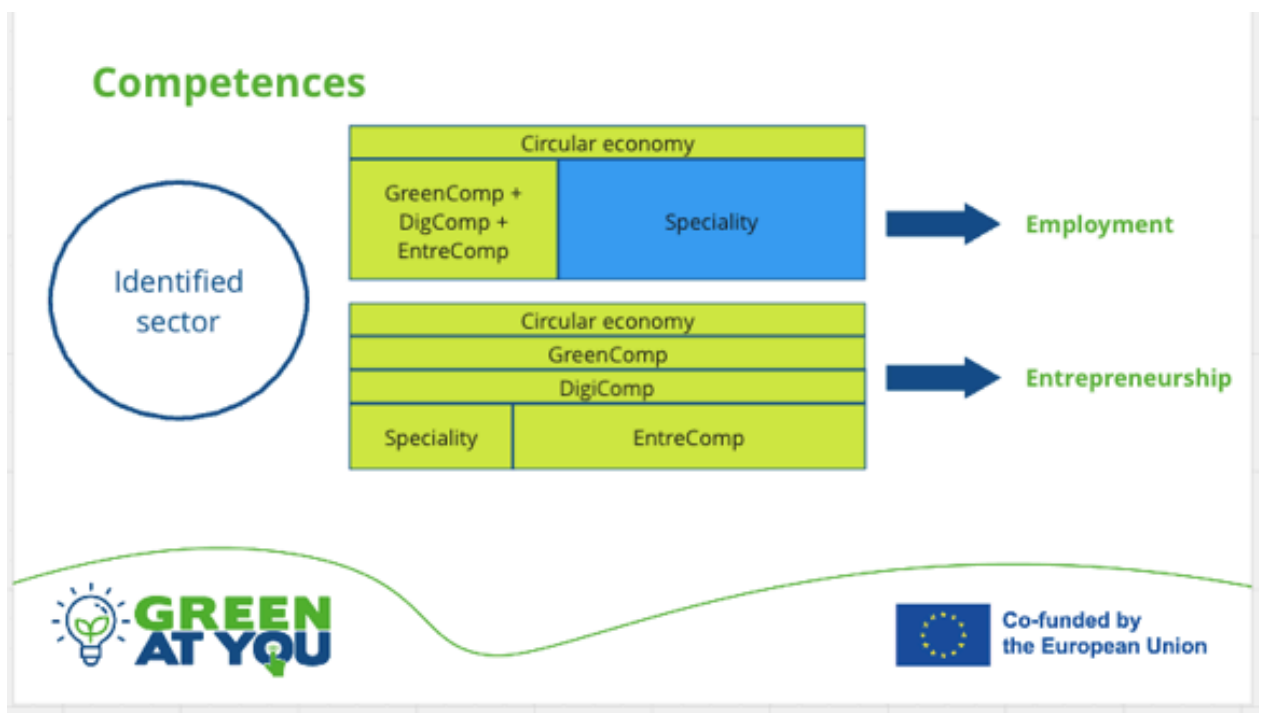 Competences
Identified
sector
Circular economy
GreenComp +
DigComp +
EntreComp
Speciality
Employment
Circular economy
GreenComp
DigiComp
Speciality
EntreComp
Entrepreneurship
GREEN
AT YOU
Co-funded by
the European Union